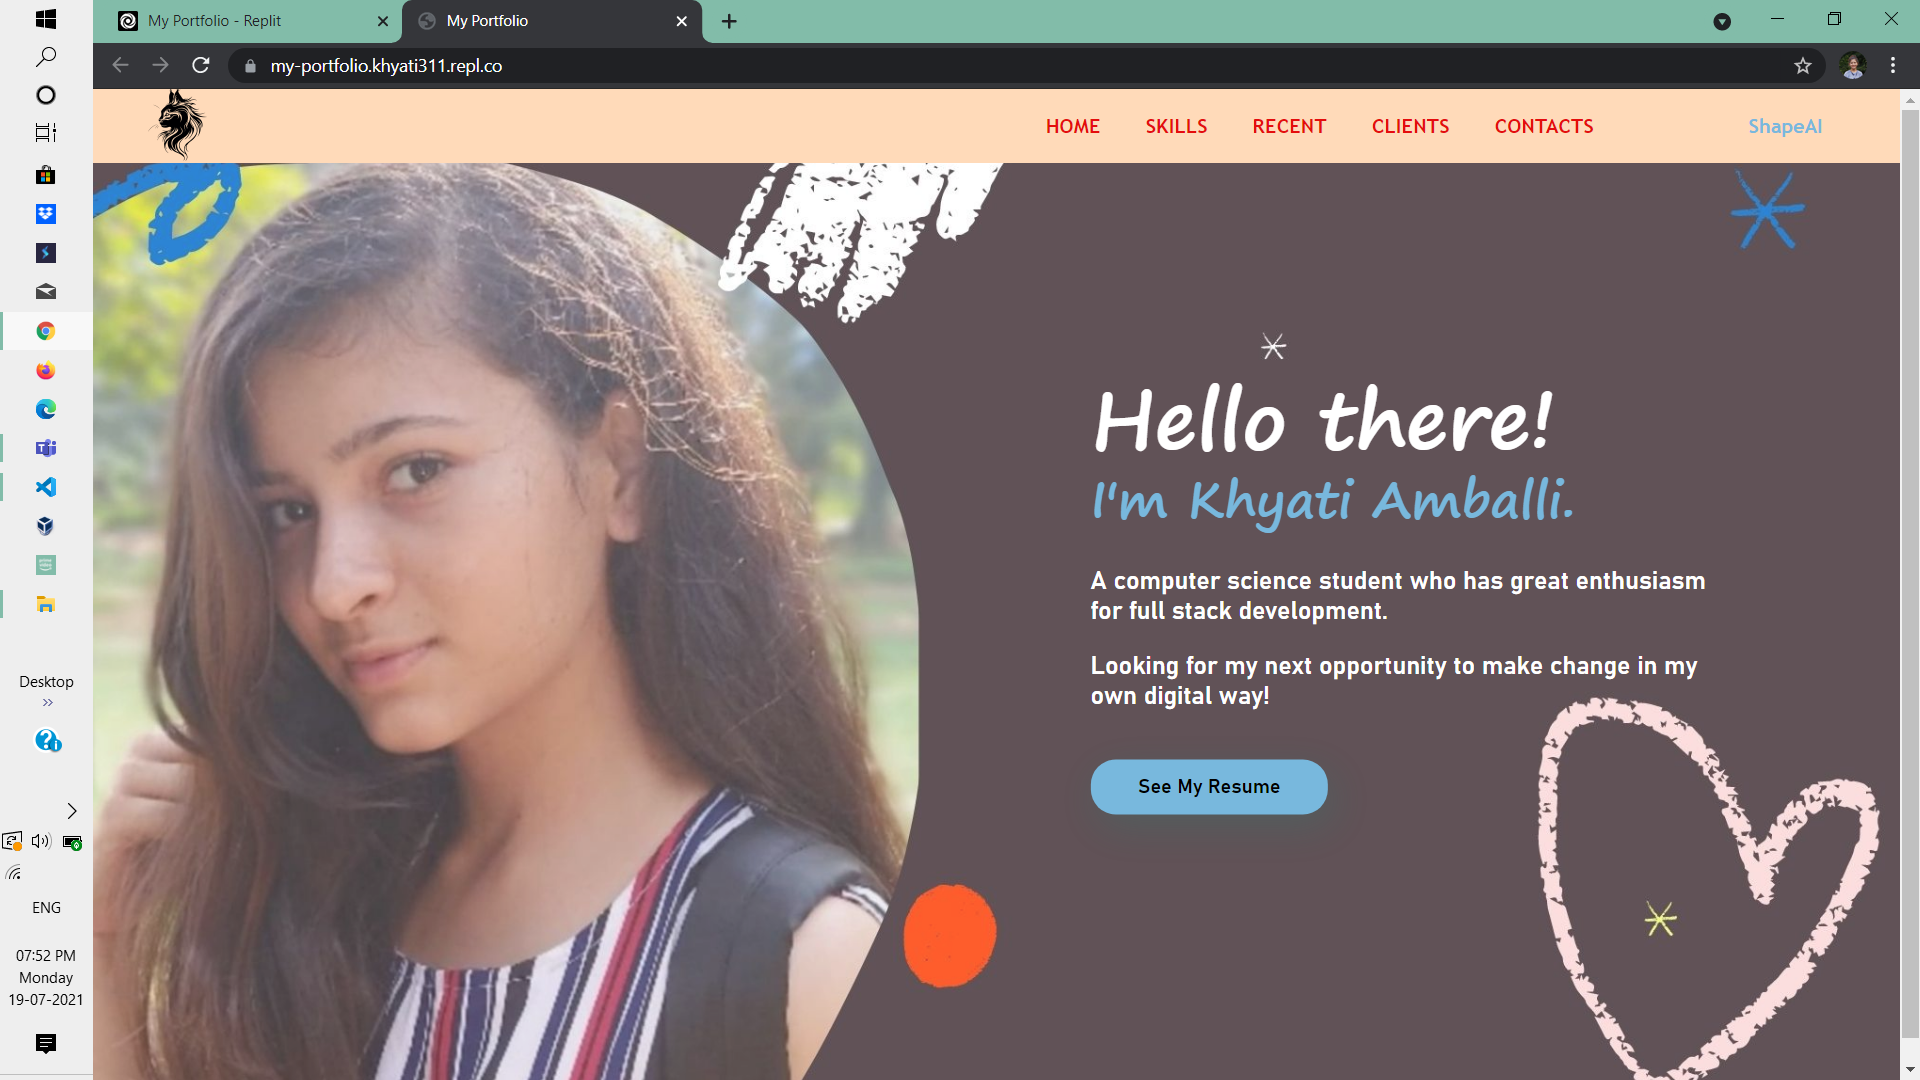 My Portfolio - Replit
My Portfolio
my-portfolio.khyati311.repl.co
HOME
SKILLS
RECENT
CLIENTS
CONTACTS
ShapeAI
Hello there!
I'm Khyati Amballi.
A computer science student who has great enthusiasm
for full stack development.
Looking for my next opportunity to make change in my
own digital way!
See My Resume
Desktop
ENG
07:52 PM
Monday
19-07-2021